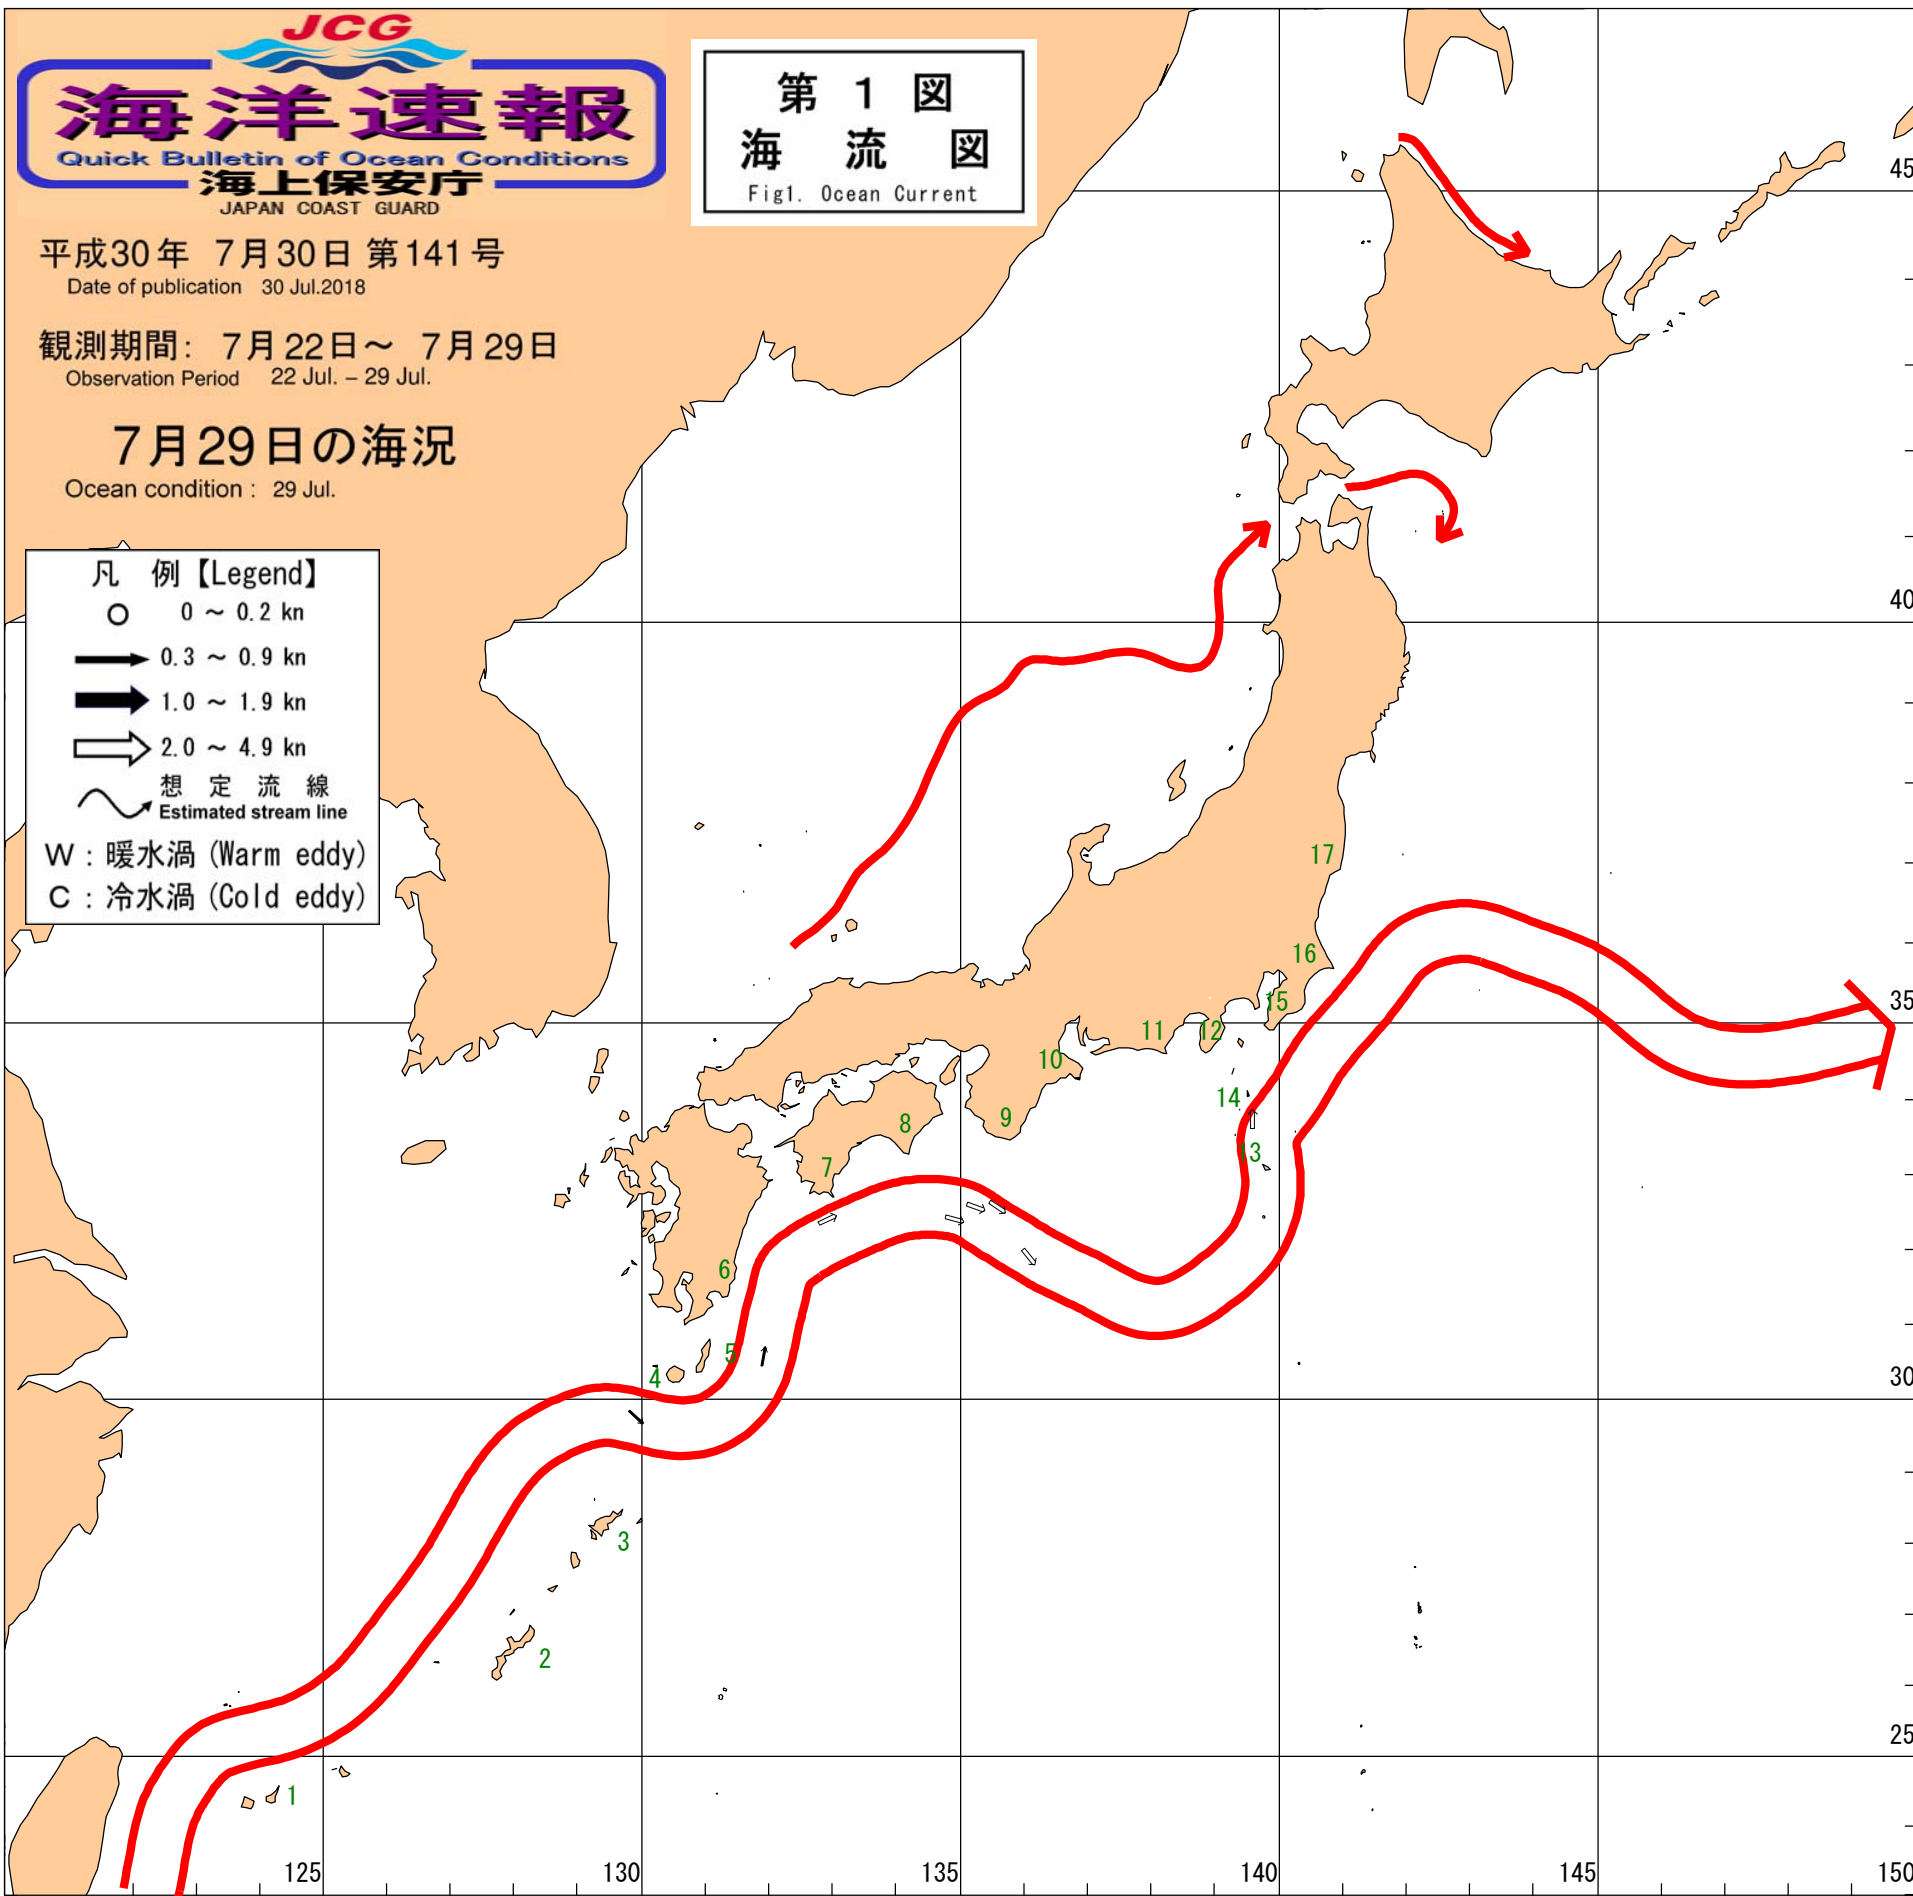 JCG
海洋速報
Quick Bulletin of Ocean Conditions
海上保安庁
JAPAN COAST GUARD
第 1 図
海 流 図
Fig1. Ocean Current
平成30年 7月30日 第141号
Date of publication 30 Jul.2018
観測期間: 7月22日～ 7月29日
Observation Period 22 Jul. – 29 Jul.
7月29日の海況
Ocean condition : 29 Jul.
凡 例【Legend】
0 ～ 0.2 kn
0.3 ～ 0.9 kn
1.0 ～ 1.9 kn
2.0 ～ 4.9 kn
想 定 流 線
Estimated stream line
W : 暖水渦 (Warm eddy)
C : 冷水渦 (Cold eddy)
45
40
35
30
25
17
16
15
12
11
10
14
9
8
13
7
6
5
4
3
2
1
125
130
135
140
145
150